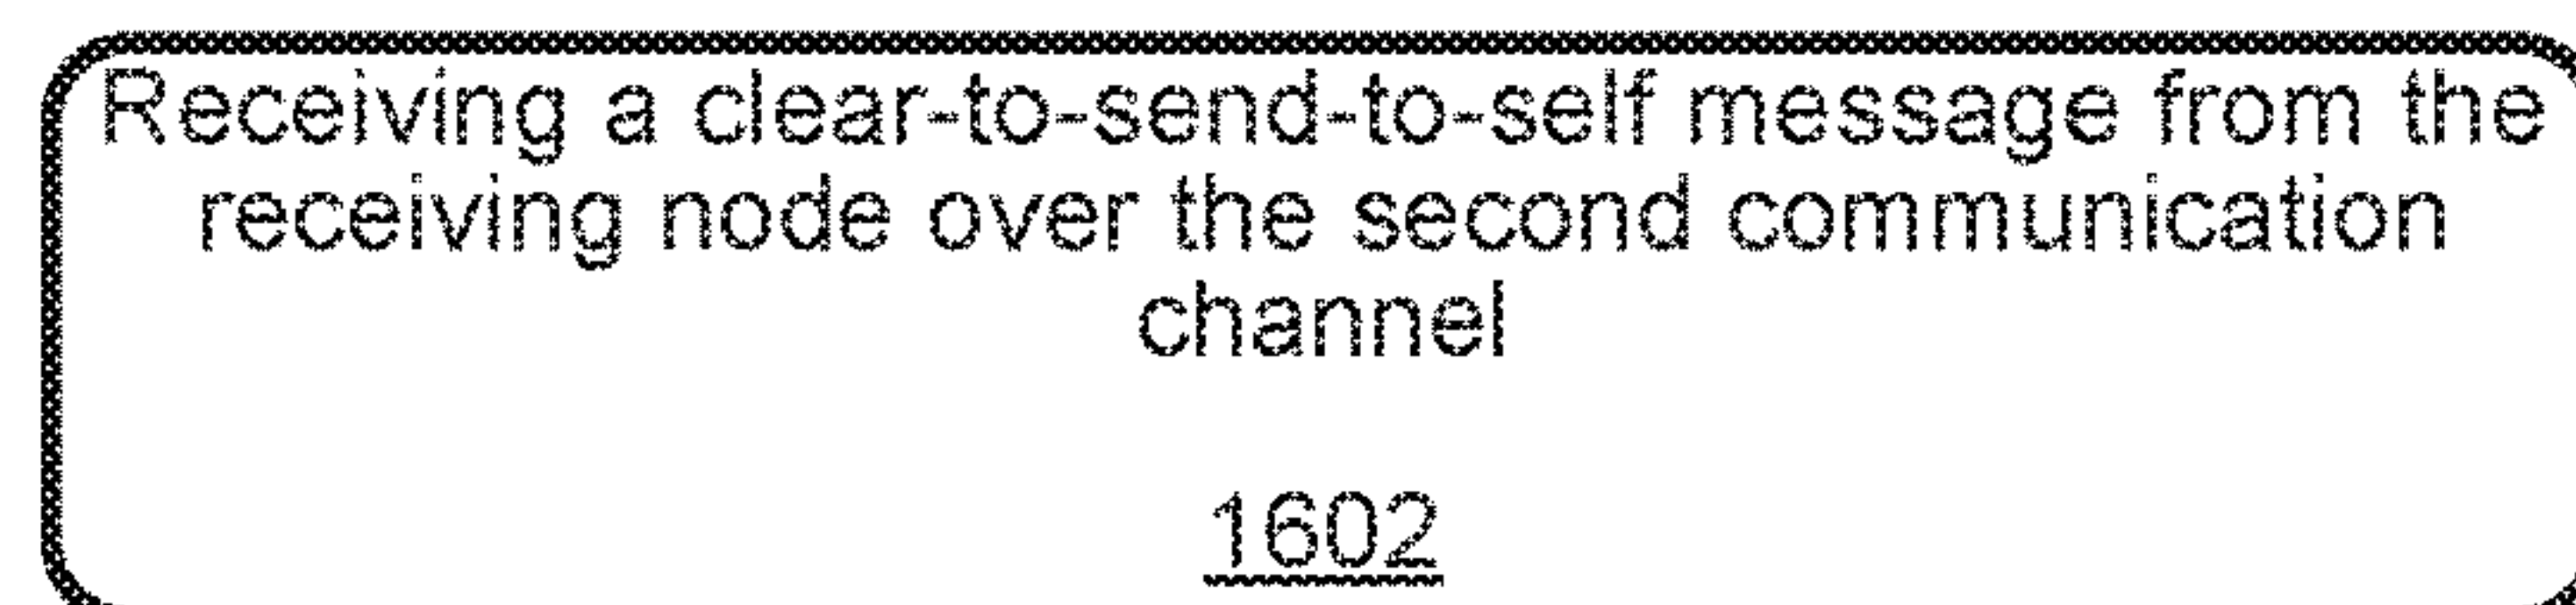 Receiving a clear-to-send-to-self message from the
receiving node over the second communication
channel
1602